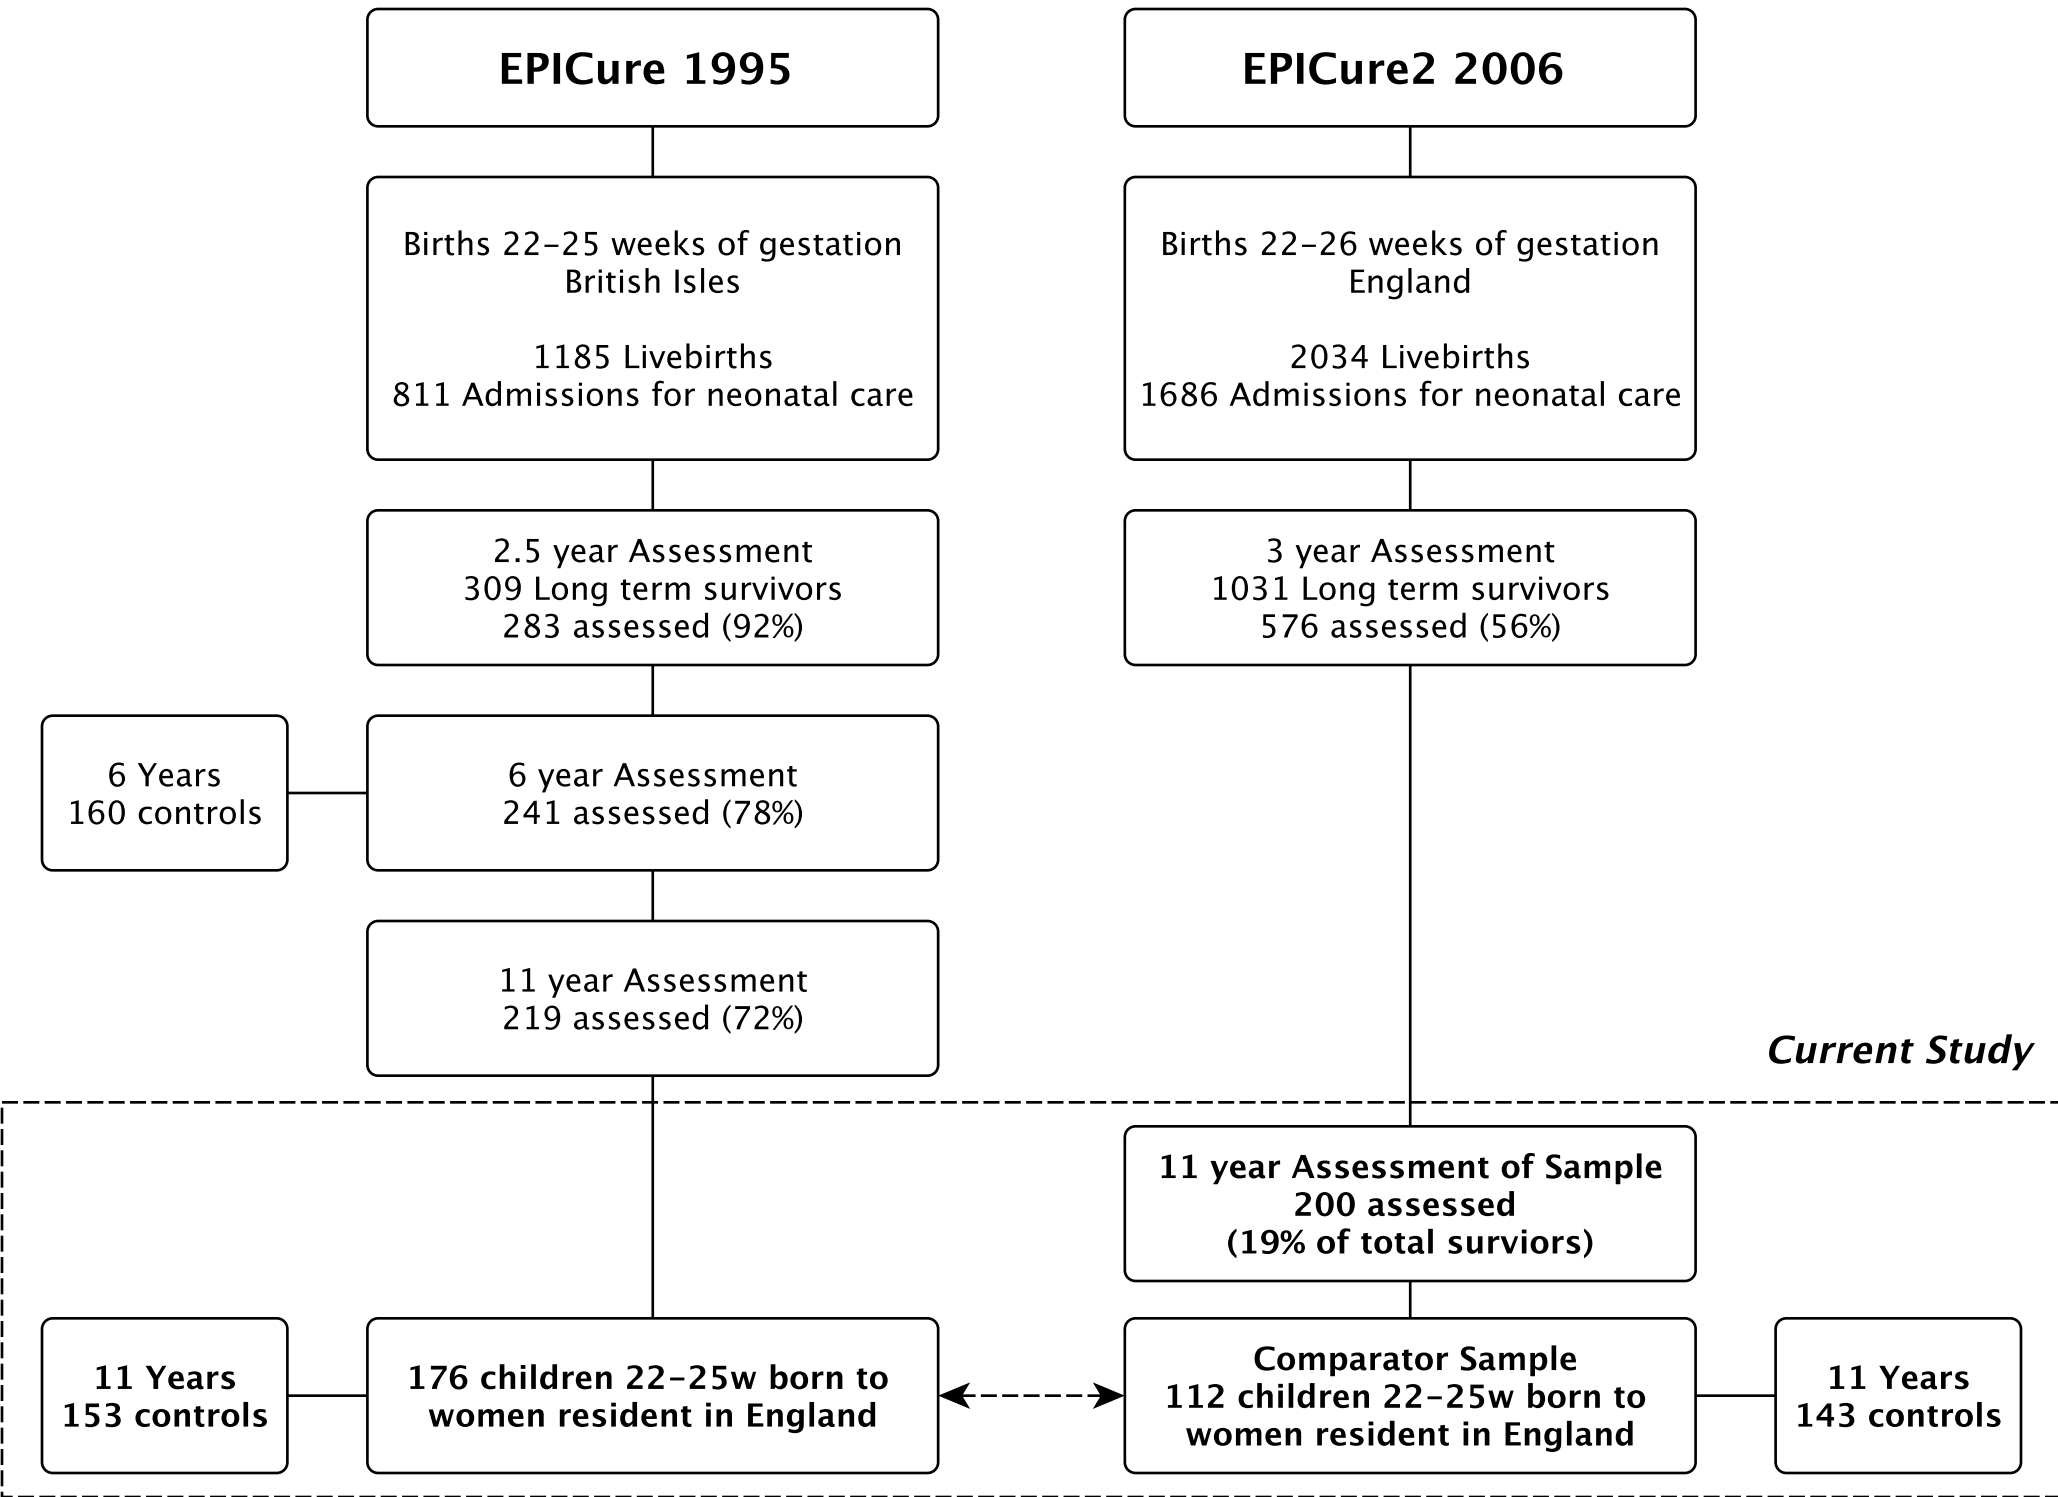 EPICure 1995
EPICure2 2006
Births 22–25 weeks of gestation
British Isles
1185 Livebirths
811 Admissions for neonatal care
Births 22–26 weeks of gestation
England
2034 Livebirths
1686 Admissions for neonatal care
2.5 year Assessment
309 Long term survivors
283 assessed (92%)
3 year Assessment
1031 Long term survivors
576 assessed (56%)
6 Years
160 controls
6 year Assessment
241 assessed (78%)
11 year Assessment
219 assessed (72%)
Current Study
11 year Assessment of Sample
200 assessed
(19% of total surviors)
11 Years
153 controls
176 children 22–25w born to
women resident in England
Comparator Sample
112 children 22–25w born to
women resident in England
11 Years
143 controls